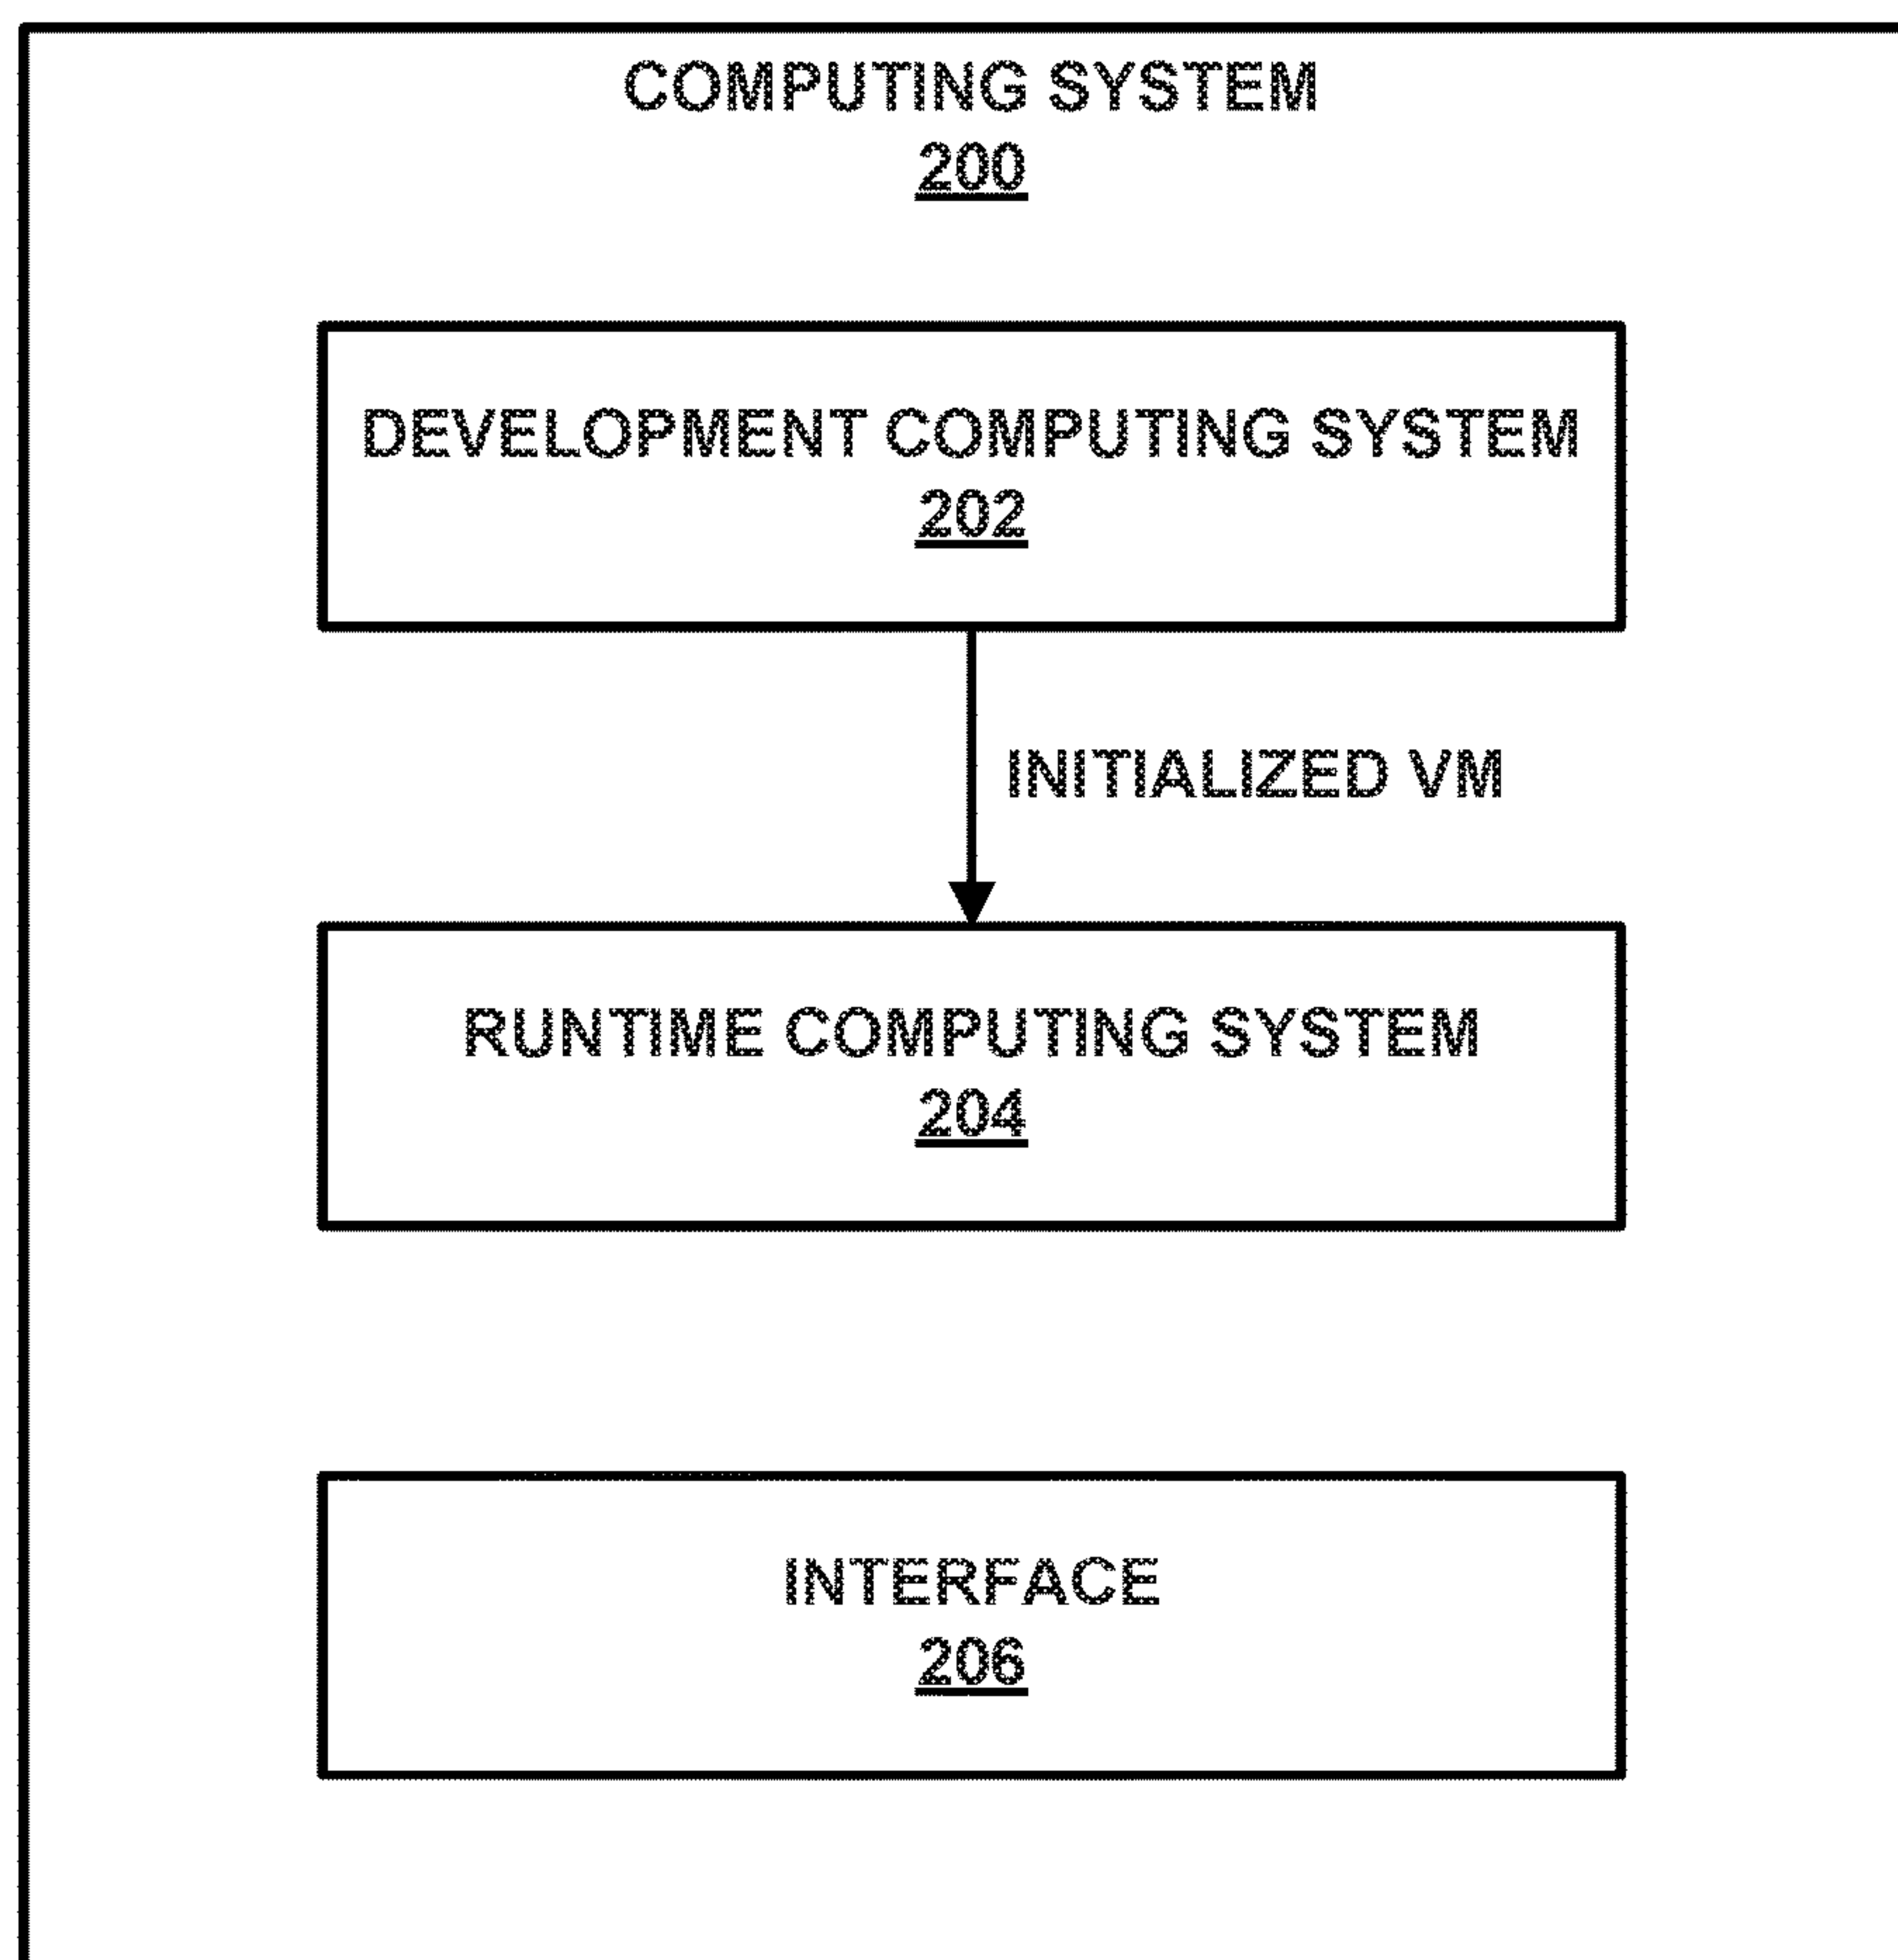 COMPUTING SYSTEM
200
DEVELOPMENT COMPUTING SYSTEM
202
INITIALIZED VM
RUNTIME COMPUTING SYSTEM
204
INTERFACE
206